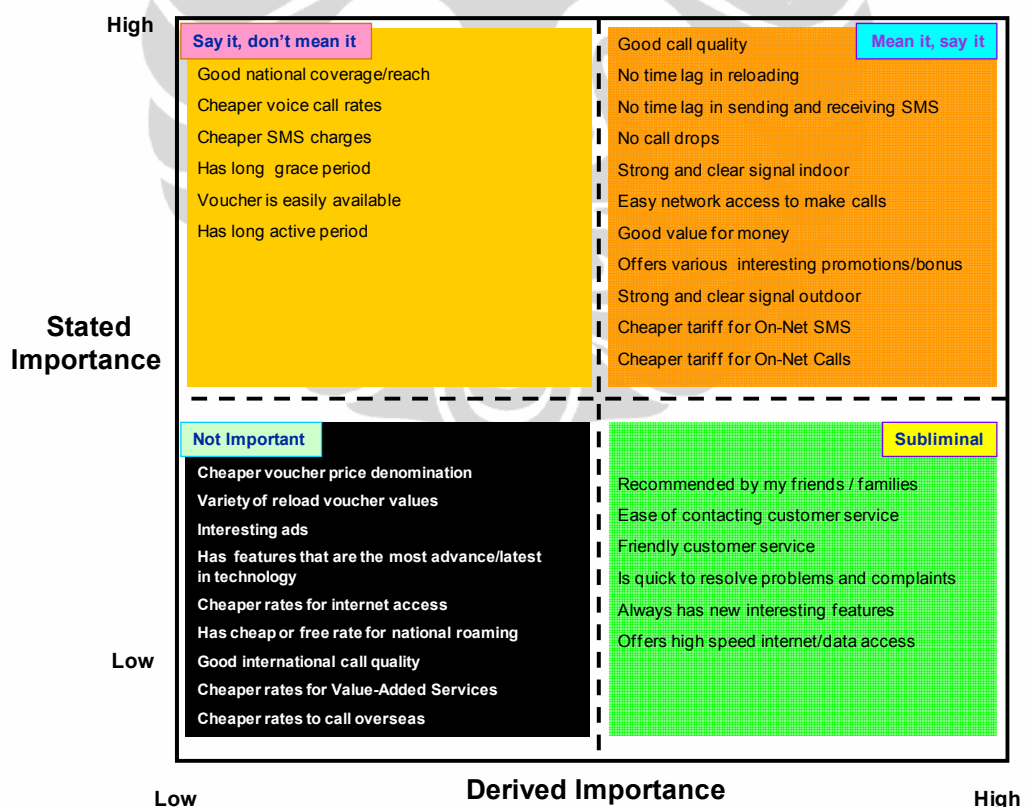 High
Say it, don't mean it
Good national coverage/reach
Cheaper voice call rates
Cheaper SMS charges
Has long grace period
Voucher is easily available
Has long active period
Mean it, say it
Good call quality
No time lag in reloading
No time lag in sending and receiving SMS
No call drops
Strong and clear signal indoor
Easy network access to make calls
Good value for money
Offers various interesting promotions/bonus
Strong and clear signal outdoor
Cheaper tariff for On-Net SMS
Cheaper tariff for On-Net Calls
Stated
Importance
Not Important
Cheaper voucher price denomination
Variety of reload voucher values
Interesting ads
Has features that are the most advance/latest
in technology
Cheaper rates for internet access
Has cheap or free rate for national roaming
Good international call quality
Cheaper rates for Value-Added Services
Cheaper rates to call overseas
Subliminal
Recommended by my friends / families
Ease of contacting customer service
Friendly customer service
Is quick to resolve problems and complaints
Always has new interesting features
Offers high speed internet/data access
Low
Low
Derived Importance
High